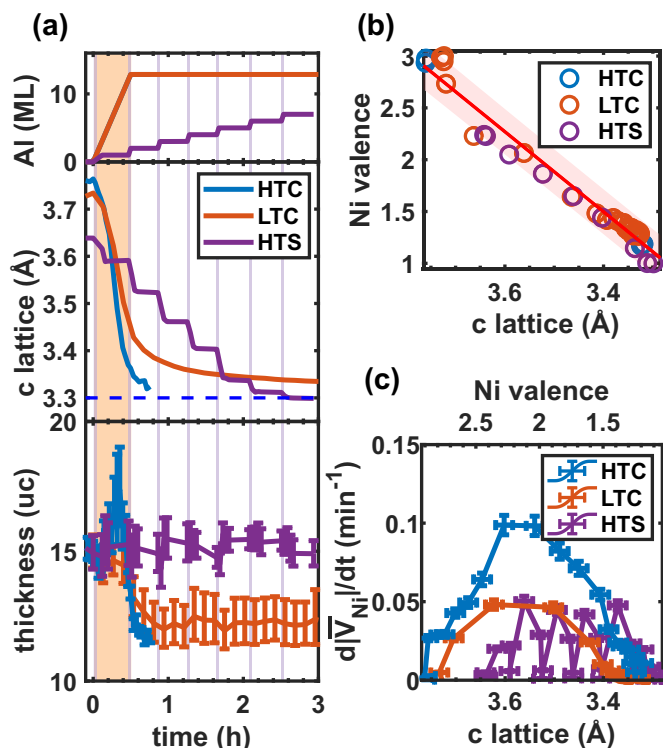 (a)
Al (ML)
10
0
HTC
LTC
HTS
c lattice (Å)
3.7
3.6
3.5
3.4
3.3
thickness (uc)
20
15
10
0 1 2 3
time (h)
(b)
Ni valence
3
2.5
2
1.5
1
HTC
LTC
HTS
3.6 3.4
c lattice (Å)
(c)
Ni valence
2.5 2 1.5
d|V̅Ni|/dt (min-1)
0.15
0.1
0.05
0
HTC
LTC
HTS
3.6 3.4
c lattice (Å)